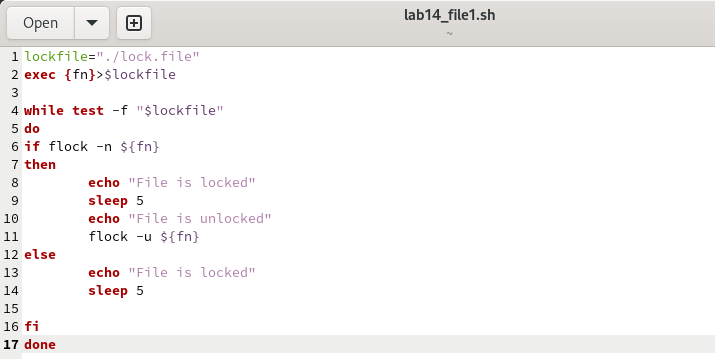 Open
lab14_file1.sh
~
1 lockfile="./lock.file"
2 exec {fn}>$lockfile
3
4 while test -f "$lockfile"
5 do
6 if flock -n ${fn}
7 then
8         echo "File is locked"
9         sleep 5
10         echo "File is unlocked"
11         flock -u ${fn}
12 else
13         echo "File is locked"
14         sleep 5
15
16 fi
17 done